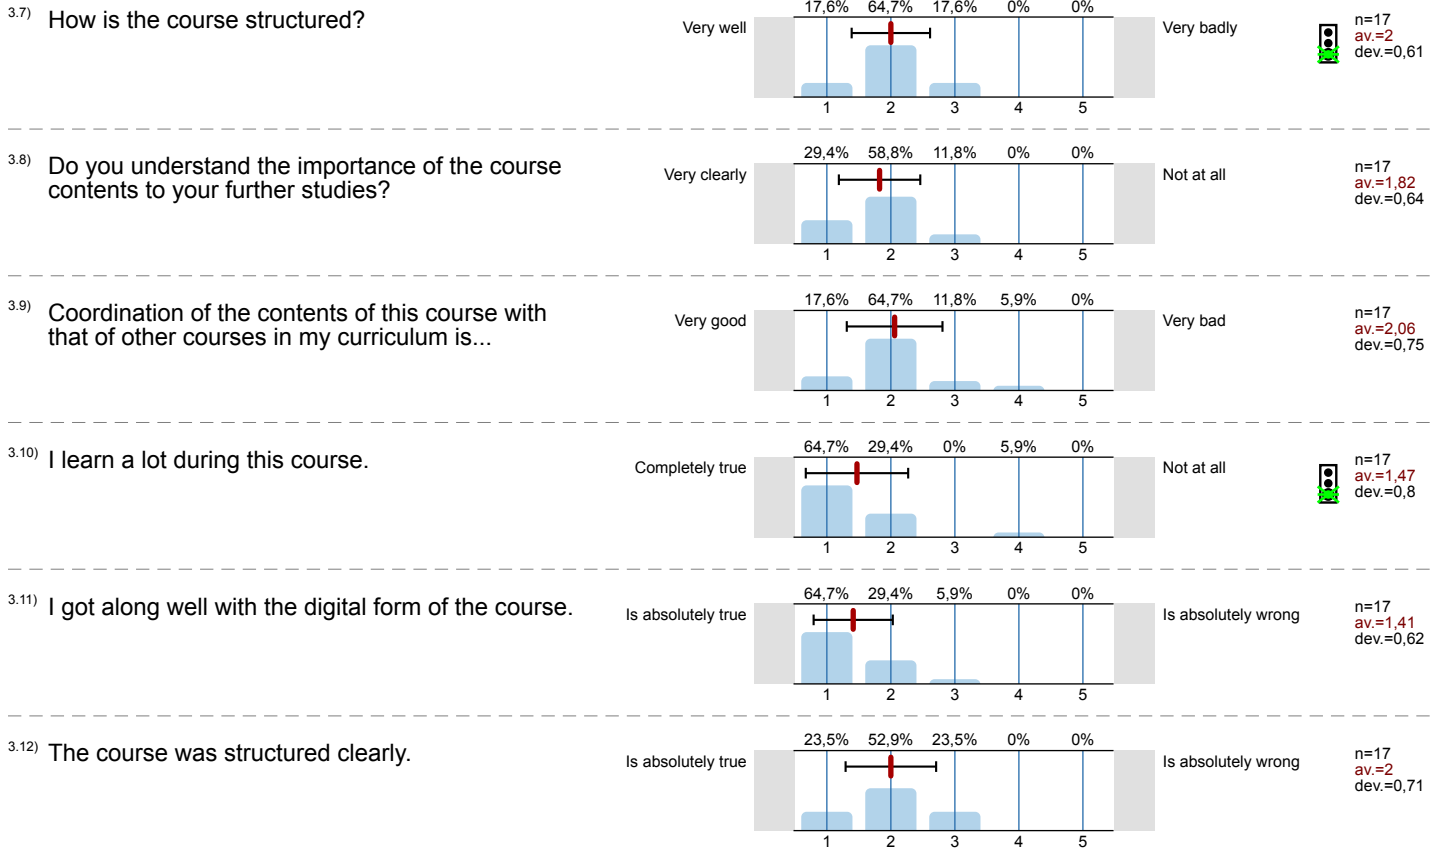 3.7) How is the course structured?
17,6% 64,7% 17,6% 0% 0%
Very well
Very badly
n=17
av.=2
dev.=0,61
1 2 3 4 5
3.8) Do you understand the importance of the course
contents to your further studies?
29,4% 58,8% 11,8% 0% 0%
Very clearly
Not at all
n=17
av.=1,82
dev.=0,64
1 2 3 4 5
3.9) Coordination of the contents of this course with
that of other courses in my curriculum is...
17,6% 64,7% 11,8% 5,9% 0%
Very good
Very bad
n=17
av.=2,06
dev.=0,75
1 2 3 4 5
3.10) I learn a lot during this course.
64,7% 29,4% 0% 5,9% 0%
Completely true
Not at all
n=17
av.=1,47
dev.=0,8
1 2 3 4 5
3.11) I got along well with the digital form of the course.
64,7% 29,4% 5,9% 0% 0%
Is absolutely true
Is absolutely wrong
n=17
av.=1,41
dev.=0,62
1 2 3 4 5
3.12) The course was structured clearly.
23,5% 52,9% 23,5% 0% 0%
Is absolutely true
Is absolutely wrong
n=17
av.=2
dev.=0,71
1 2 3 4 5